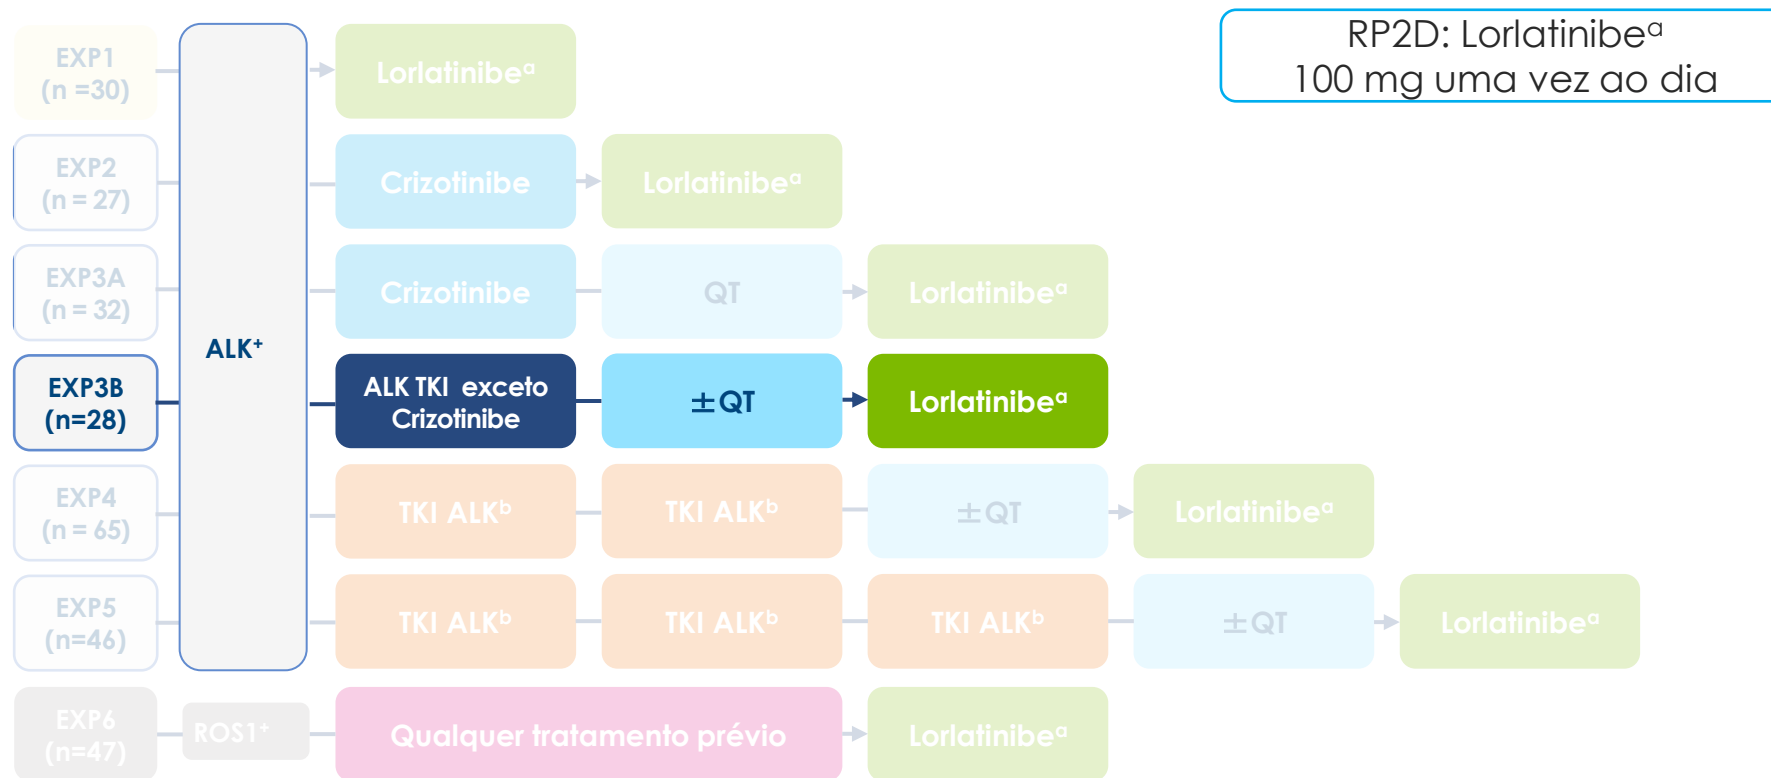 RP2D: Lorlatinibeᵃ
100 mg uma vez ao dia
EXP1
(n =30)
Lorlatinibeᵃ
EXP2
(n = 27)
Crizotinibe
Lorlatinibeᵃ
EXP3A
(n = 32)
Crizotinibe
QT
Lorlatinibeᵃ
ALK⁺
EXP3B
(n=28)
ALK TKI exceto
Crizotinibe
±QT
Lorlatinibeᵃ
EXP4
(n = 65)
TKI ALKᵇ
TKI ALKᵇ
±QT
Lorlatinibeᵃ
EXP5
(n=46)
TKI ALKᵇ
TKI ALKᵇ
TKI ALKᵇ
±QT
Lorlatinibeᵃ
EXP6
(n=47)
ROS1⁺
Qualquer tratamento prévio
Lorlatinibeᵃ